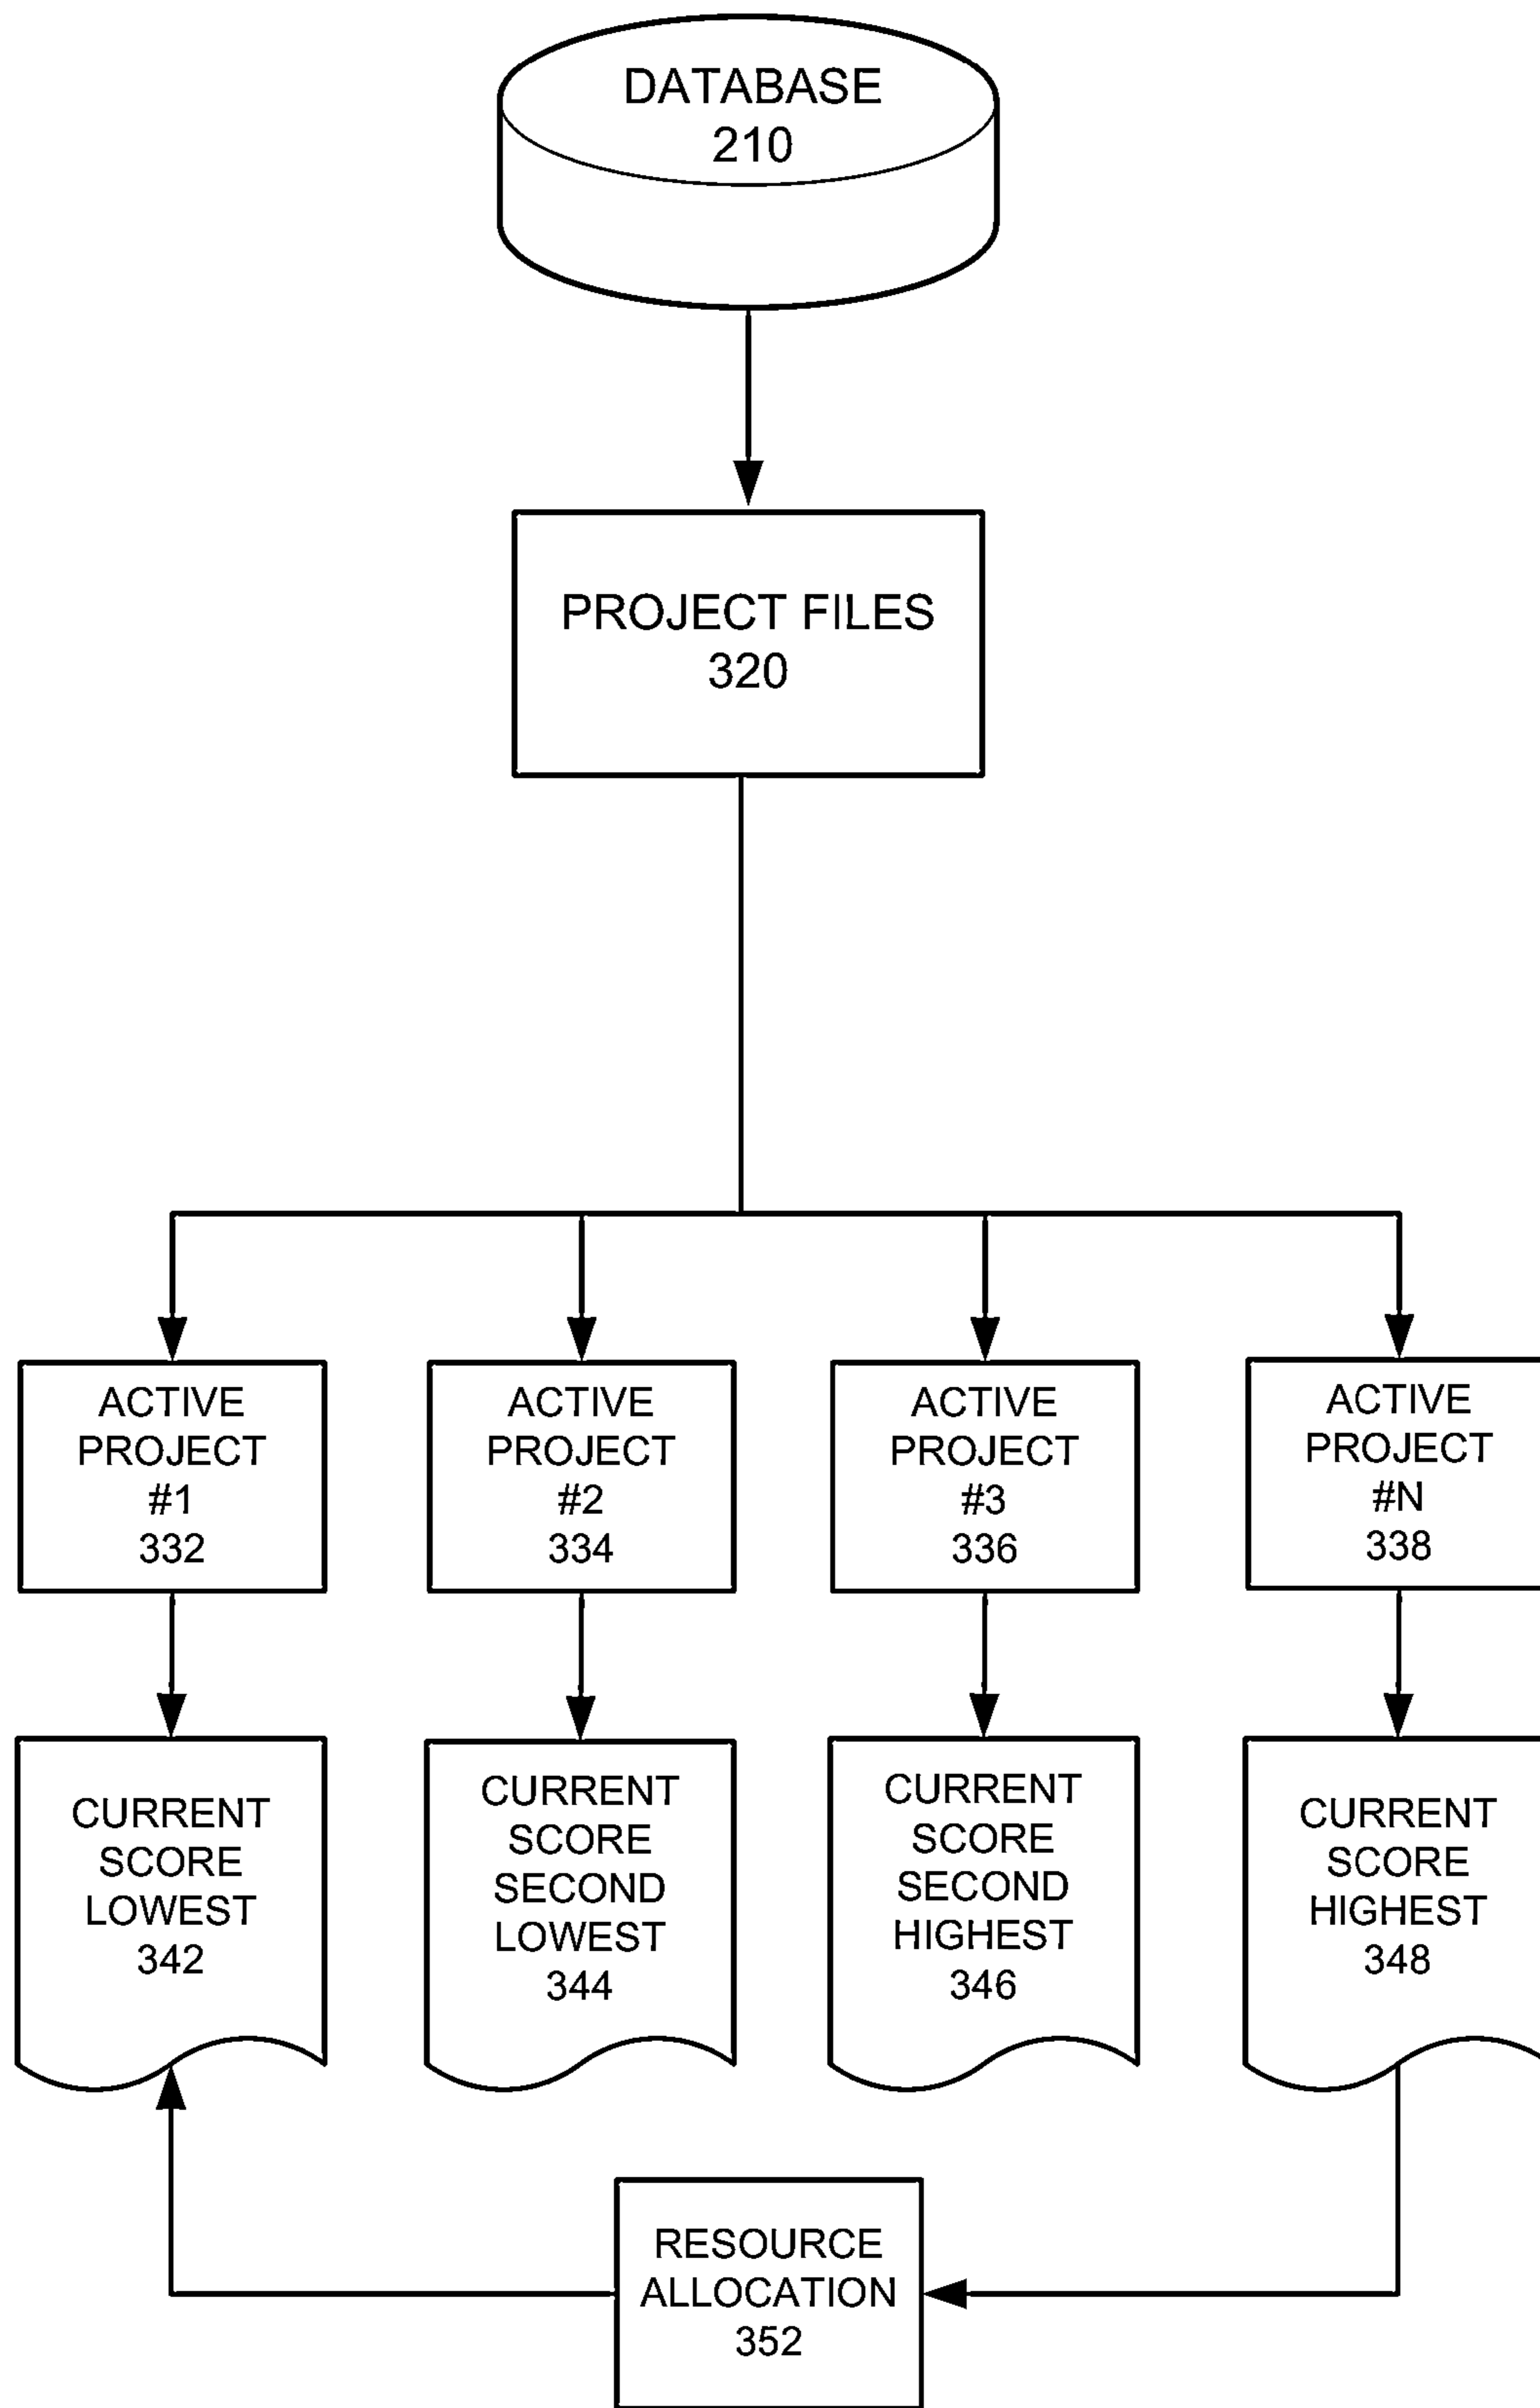 DATABASE
210
PROJECT FILES
320
ACTIVE
PROJECT
#1
332
ACTIVE
PROJECT
#2
334
ACTIVE
PROJECT
#3
336
ACTIVE
PROJECT
#N
338
CURRENT
SCORE
LOWEST
342
CURRENT
SCORE
SECOND
LOWEST
344
CURRENT
SCORE
SECOND
HIGHEST
346
CURRENT
SCORE
HIGHEST
348
RESOURCE
ALLOCATION
352